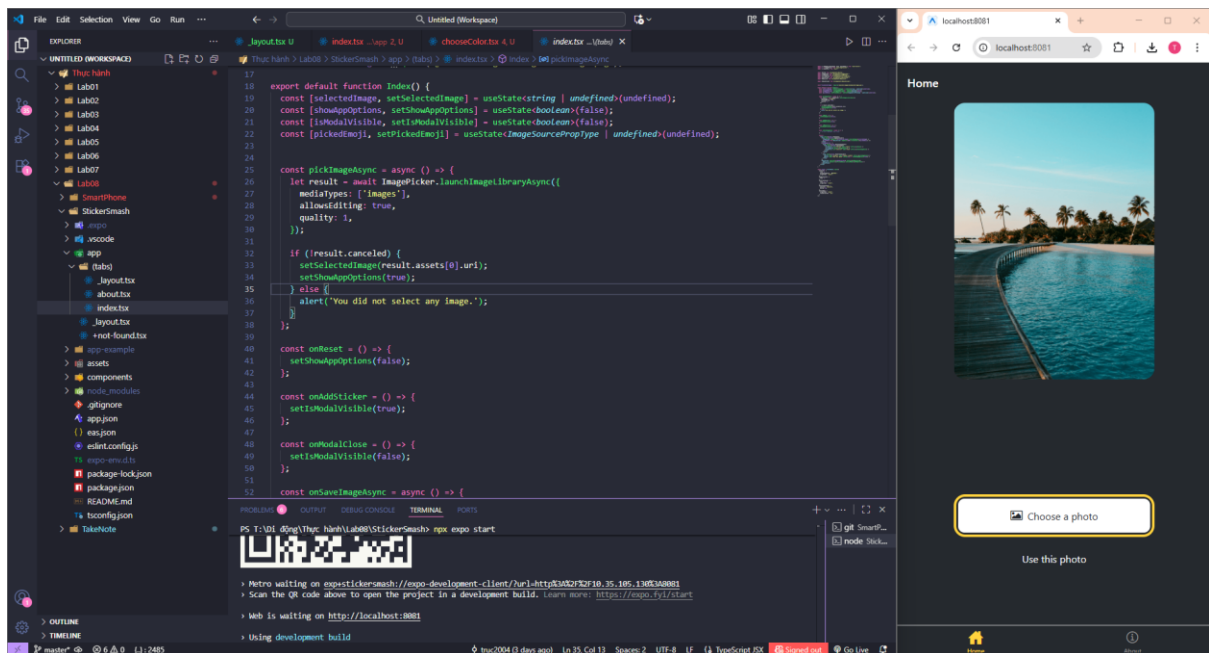 File Edit Selection View Go Run ···
Untitled (Workspace)
EXPLORER
UNTITLED (WORKSPACE)
Thực hành
Lab01
Lab02
Lab03
Lab04
Lab05
Lab06
Lab07
Lab08
SmartPhone
StickerSmash
.expo
.vscode
app
(tabs)
_layout.tsx
about.tsx
index.tsx
_layout.tsx
+not-found.tsx
app-example
assets
components
node_modules
.gitignore
app.json
eas.json
eslint.config.js
expo-env.d.ts
package-lock.json
package.json
README.md
tsconfig.json
TakeNote
OUTLINE
TIMELINE
_layout.tsx U
index.tsx ...\app 2, U
chooseColor.tsx 4, U
index.tsx ...\(tabs)
Thực hành > Lab08 > StickerSmash > app > (tabs) > index.tsx > Index > pickImageAsync
17
18 export default function Index() {
19 const [selectedImage, setSelectedImage] = useState<string | undefined>(undefined);
20 const [showAppOptions, setShowAppOptions] = useState<boolean>(false);
21 const [isModalVisible, setIsModalVisible] = useState<boolean>(false);
22 const [pickedEmoji, setPickedEmoji] = useState<ImageSourcePropType | undefined>(undefined);
23
24
25 const pickImageAsync = async () => {
26 let result = await ImagePicker.launchImageLibraryAsync({
27 mediaTypes: ['images'],
28 allowsEditing: true,
29 quality: 1,
30 });
31
32 if (!result.canceled) {
33 setSelectedImage(result.assets[0].uri);
34 setShowAppOptions(true);
35 } else {
36 alert('You did not select any image.');
37 }
38 };
39
40 const onReset = () => {
41 setShowAppOptions(false);
42 };
43
44 const onAddSticker = () => {
45 setIsModalVisible(true);
46 };
47
48 const onModalClose = () => {
49 setIsModalVisible(false);
50 };
51
52 const onSaveImageAsync = async () => {
PROBLEMS 6 OUTPUT DEBUG CONSOLE TERMINAL PORTS
PS T:\Di động\Thực hành\Lab08\StickerSmash> npx expo start
› Metro waiting on exp+stickersmash://expo-development-client/?url=http%3A%2F%2F10.35.105.130%3A8081
› Scan the QR code above to open the project in a development build. Learn more: https://expo.fyi/start
› Web is waiting on http://localhost:8081
› Using development build
git SmartP...
node Stick...
master* 6 0 L): 2485 truc2004 (3 days ago) Ln 35, Col 13 Spaces: 2 UTF-8 LF TypeScript JSX Signed out Go Live
localhost:8081
localhost:8081
Home
Choose a photo
Use this photo
Home
About